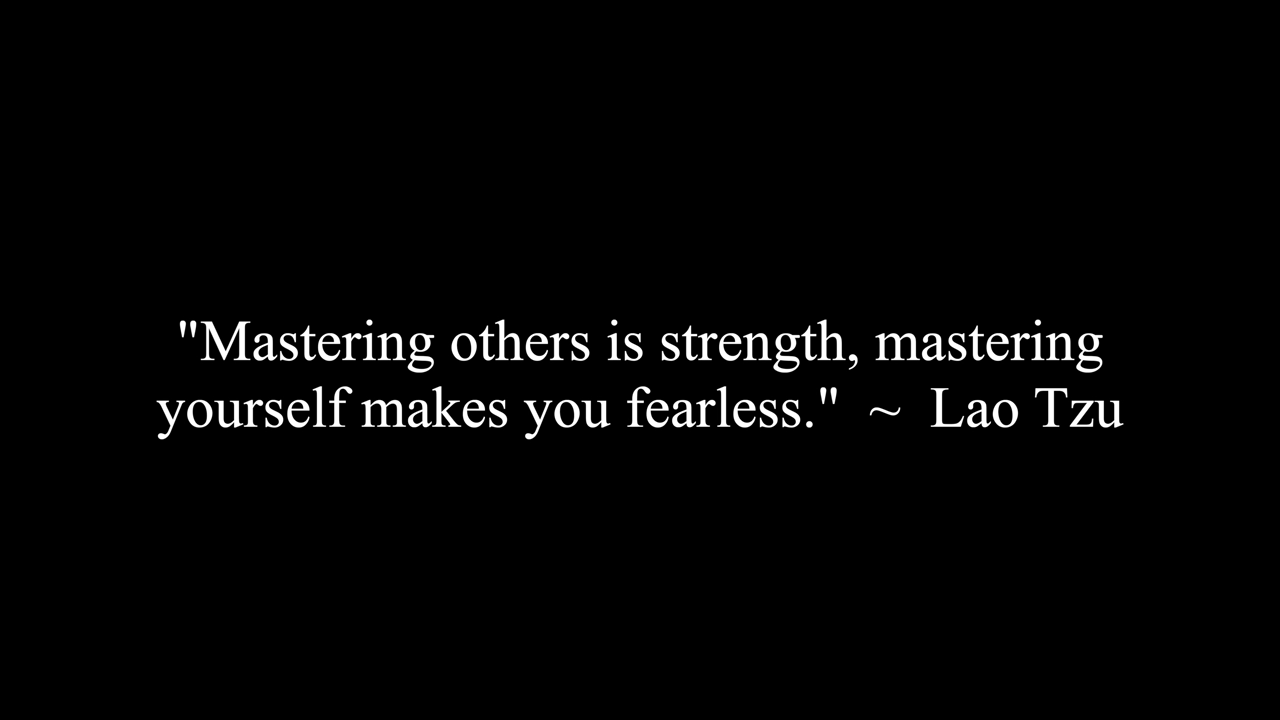 "Mastering others is strength, mastering
yourself makes you fearless."  ~  Lao Tzu